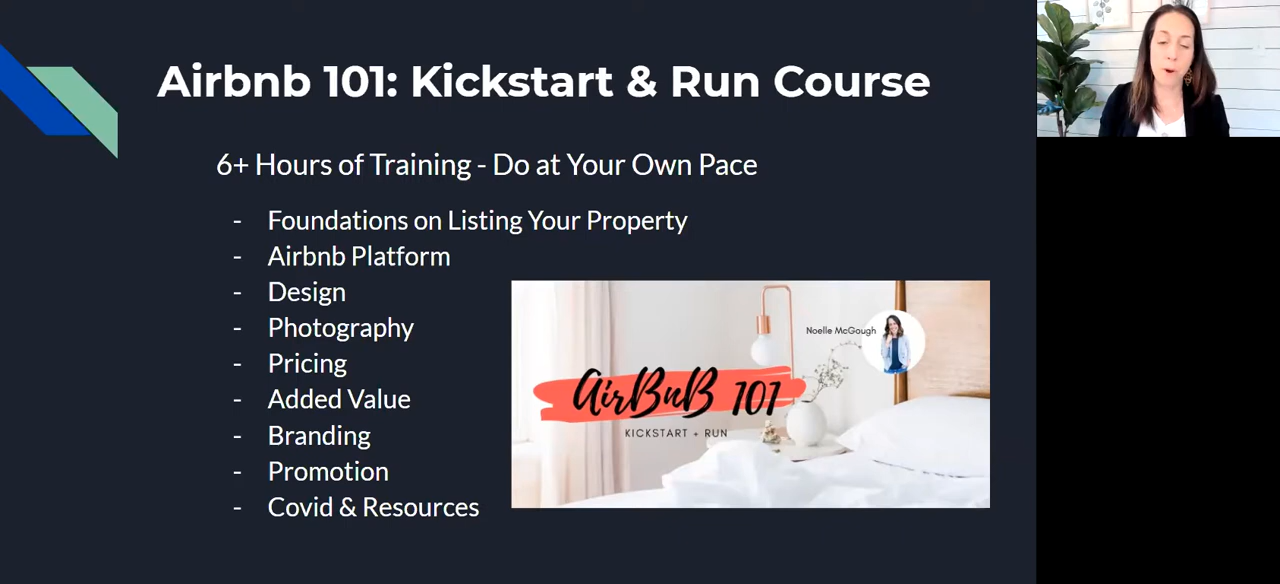 Airbnb 101: Kickstart & Run Course
6+ Hours of Training - Do at Your Own Pace
- Foundations on Listing Your Property
- Airbnb Platform
- Design
- Photography
- Pricing
- Added Value
- Branding
- Promotion
- Covid & Resources
Noelle McGough
AirBnB 101
KICKSTART + RUN